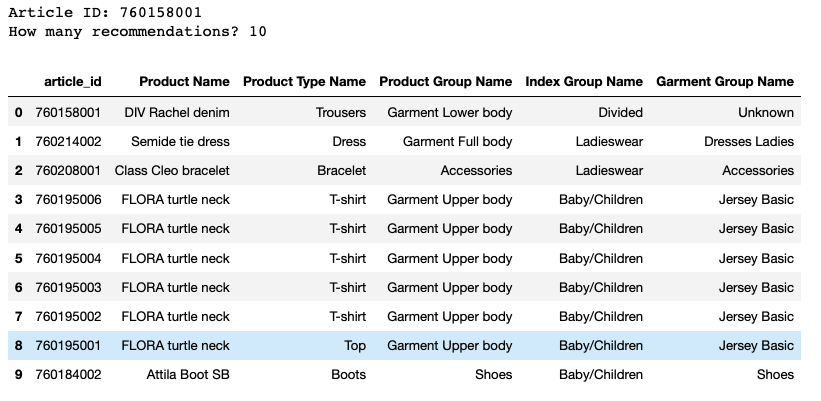 Article ID: 760158001
How many recommendations? 10
article_id Product Name Product Type Name Product Group Name Index Group Name Garment Group Name
0 760158001 DIV Rachel denim Trousers Garment Lower body Divided Unknown
1 760214002 Semide tie dress Dress Garment Full body Ladieswear Dresses Ladies
2 760208001 Class Cleo bracelet Bracelet Accessories Ladieswear Accessories
3 760195006 FLORA turtle neck T-shirt Garment Upper body Baby/Children Jersey Basic
4 760195005 FLORA turtle neck T-shirt Garment Upper body Baby/Children Jersey Basic
5 760195004 FLORA turtle neck T-shirt Garment Upper body Baby/Children Jersey Basic
6 760195003 FLORA turtle neck T-shirt Garment Upper body Baby/Children Jersey Basic
7 760195002 FLORA turtle neck T-shirt Garment Upper body Baby/Children Jersey Basic
8 760195001 FLORA turtle neck Top Garment Upper body Baby/Children Jersey Basic
9 760184002 Attila Boot SB Boots Shoes Baby/Children Shoes